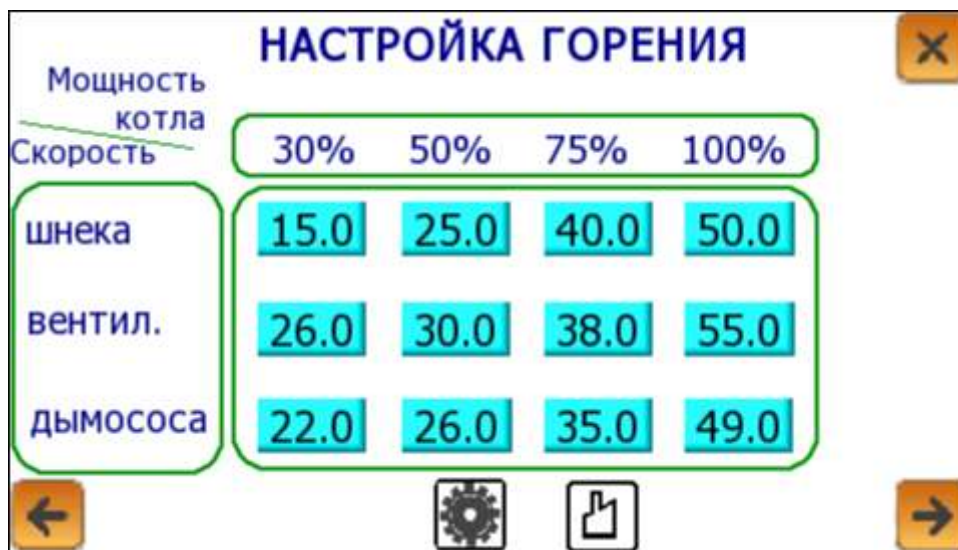 НАСТРОЙКА ГОРЕНИЯ
Мощность
котла
Скорость
30% 50% 75% 100%
шнека 15.0 25.0 40.0 50.0
вентил. 26.0 30.0 38.0 55.0
дымососа 22.0 26.0 35.0 49.0